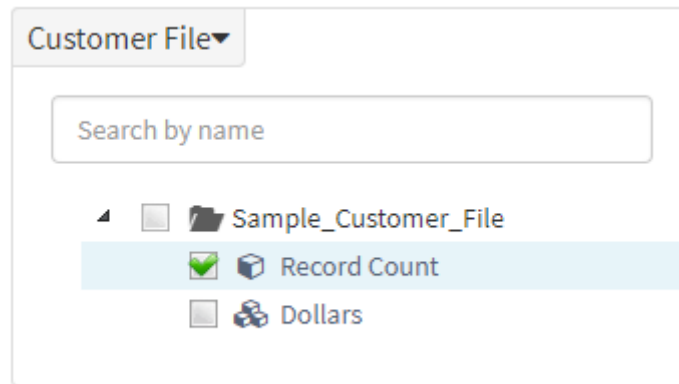 Customer File
Search by name
Sample_Customer_File
Record Count
Dollars